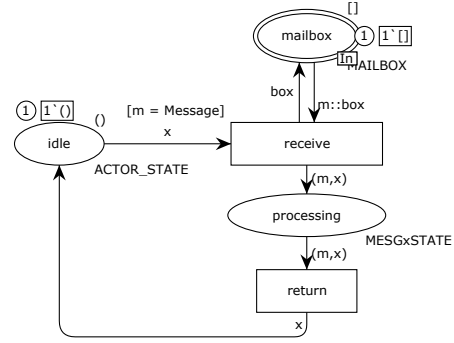 []
mailbox
1 1`[]
In
MAILBOX
box
m::box
1 1`()
()
[m = Message]
idle
x
receive
ACTOR_STATE
(m,x)
processing
MESGxSTATE
(m,x)
return
x